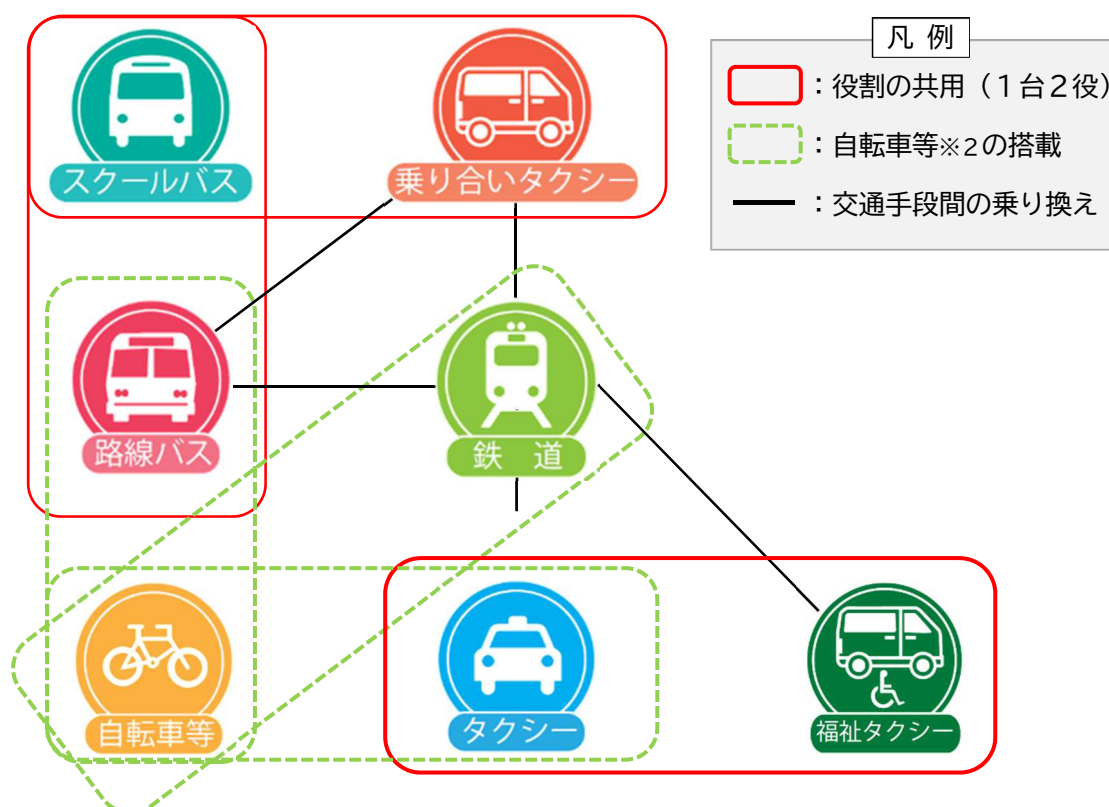 凡 例
：役割の共用（１台２役）
：自転車等※2の搭載
：交通手段間の乗り換え
スクールバス
乗り合いタクシー
路線バス
鉄 道
自転車等
タクシー
福祉タクシー